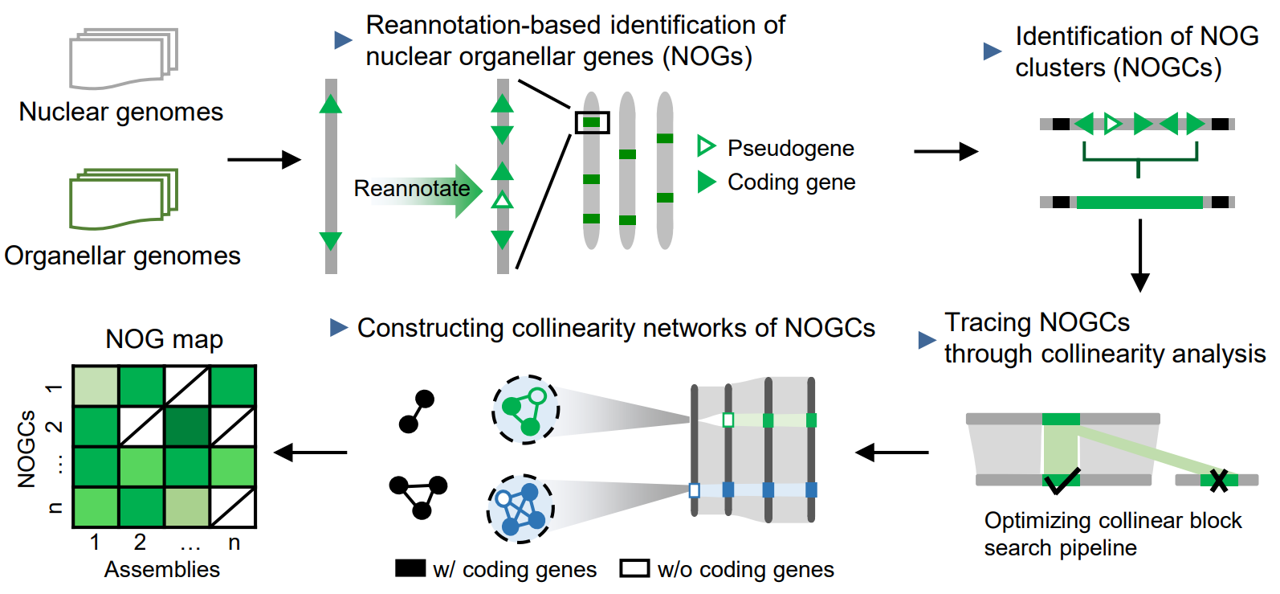 Nuclear genomes
Organellar genomes
Reannotation-based identification of
nuclear organellar genes (NOGs)
Reannotate
Pseudogene
Coding gene
Identification of NOG
clusters (NOGCs)
Tracing NOGCs
through collinearity analysis
Optimizing collinear block
search pipeline
Constructing collinearity networks of NOGCs
w/ coding genes
w/o coding genes
NOG map
NOGCs
1
2
...
n
1 2 ... n
Assemblies